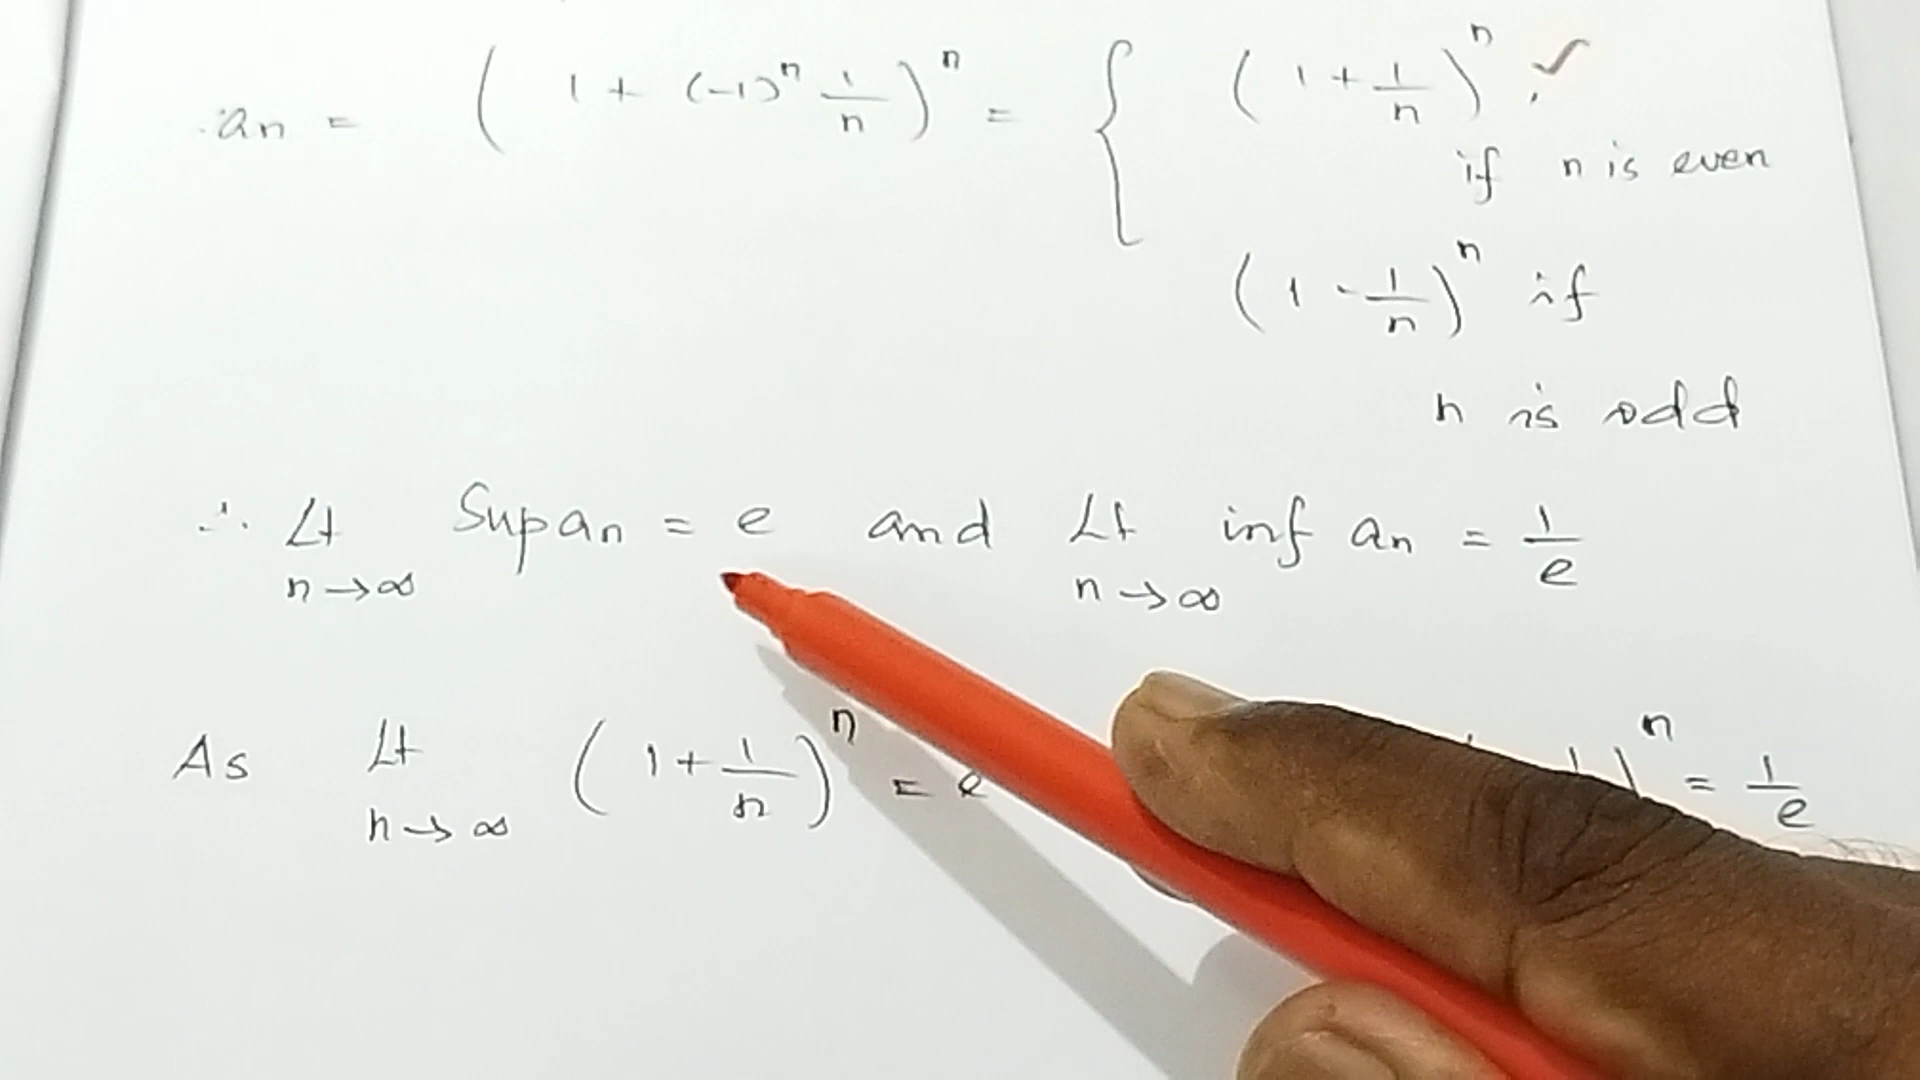 an = ( 1 + (-1)^n 1/n )^n = { ( 1 + 1/n )^n ,
if n is even
( 1 - 1/n )^n if
n is odd
∴ Lt n→∞ Sup an = e and Lt n→∞ inf an = 1/e
As Lt n→∞ ( 1 + 1/n )^n = e )^n = 1/e